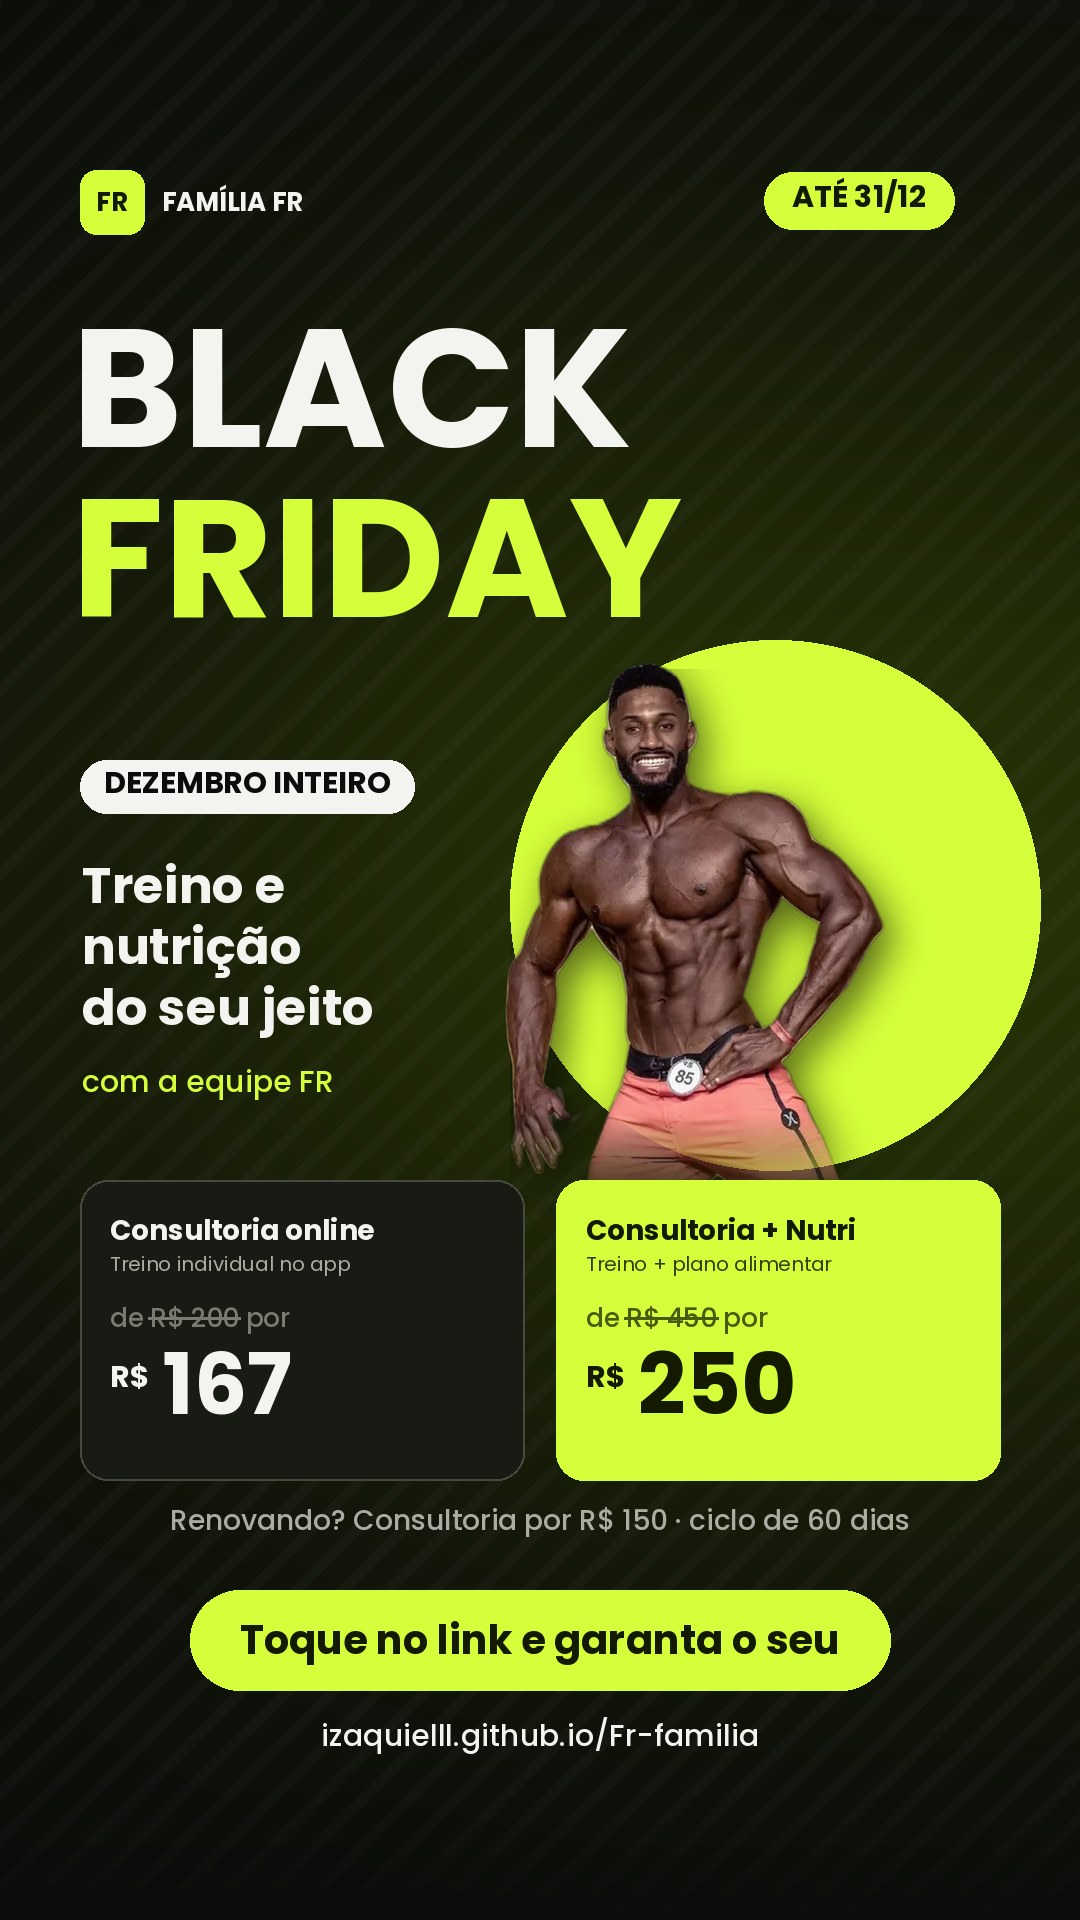 FR FAMÍLIA FR
ATÉ 31/12
BLACK
FRIDAY
DEZEMBRO INTEIRO
Treino e
nutrição
do seu jeito
com a equipe FR
85
Consultoria online
Treino individual no app
de R$ 200 por
R$ 167
Consultoria + Nutri
Treino + plano alimentar
de R$ 450 por
R$ 250
Renovando? Consultoria por R$ 150 · ciclo de 60 dias
Toque no link e garanta o seu
izaquielll.github.io/Fr-familia